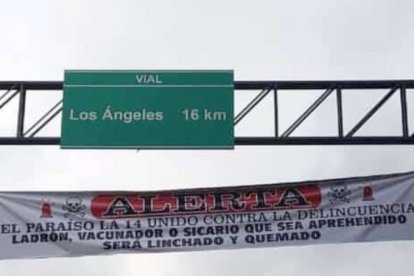 VIAL
Los Ángeles 16 km
ALERTA
EL PARAÍSO LA 14 UNIDO CONTRA LA DELINCUENCIA
LADRÓN, VACUNADOR O SICARIO QUE SEA APREHENDIDO
SERÁ LINCHADO Y QUEMADO